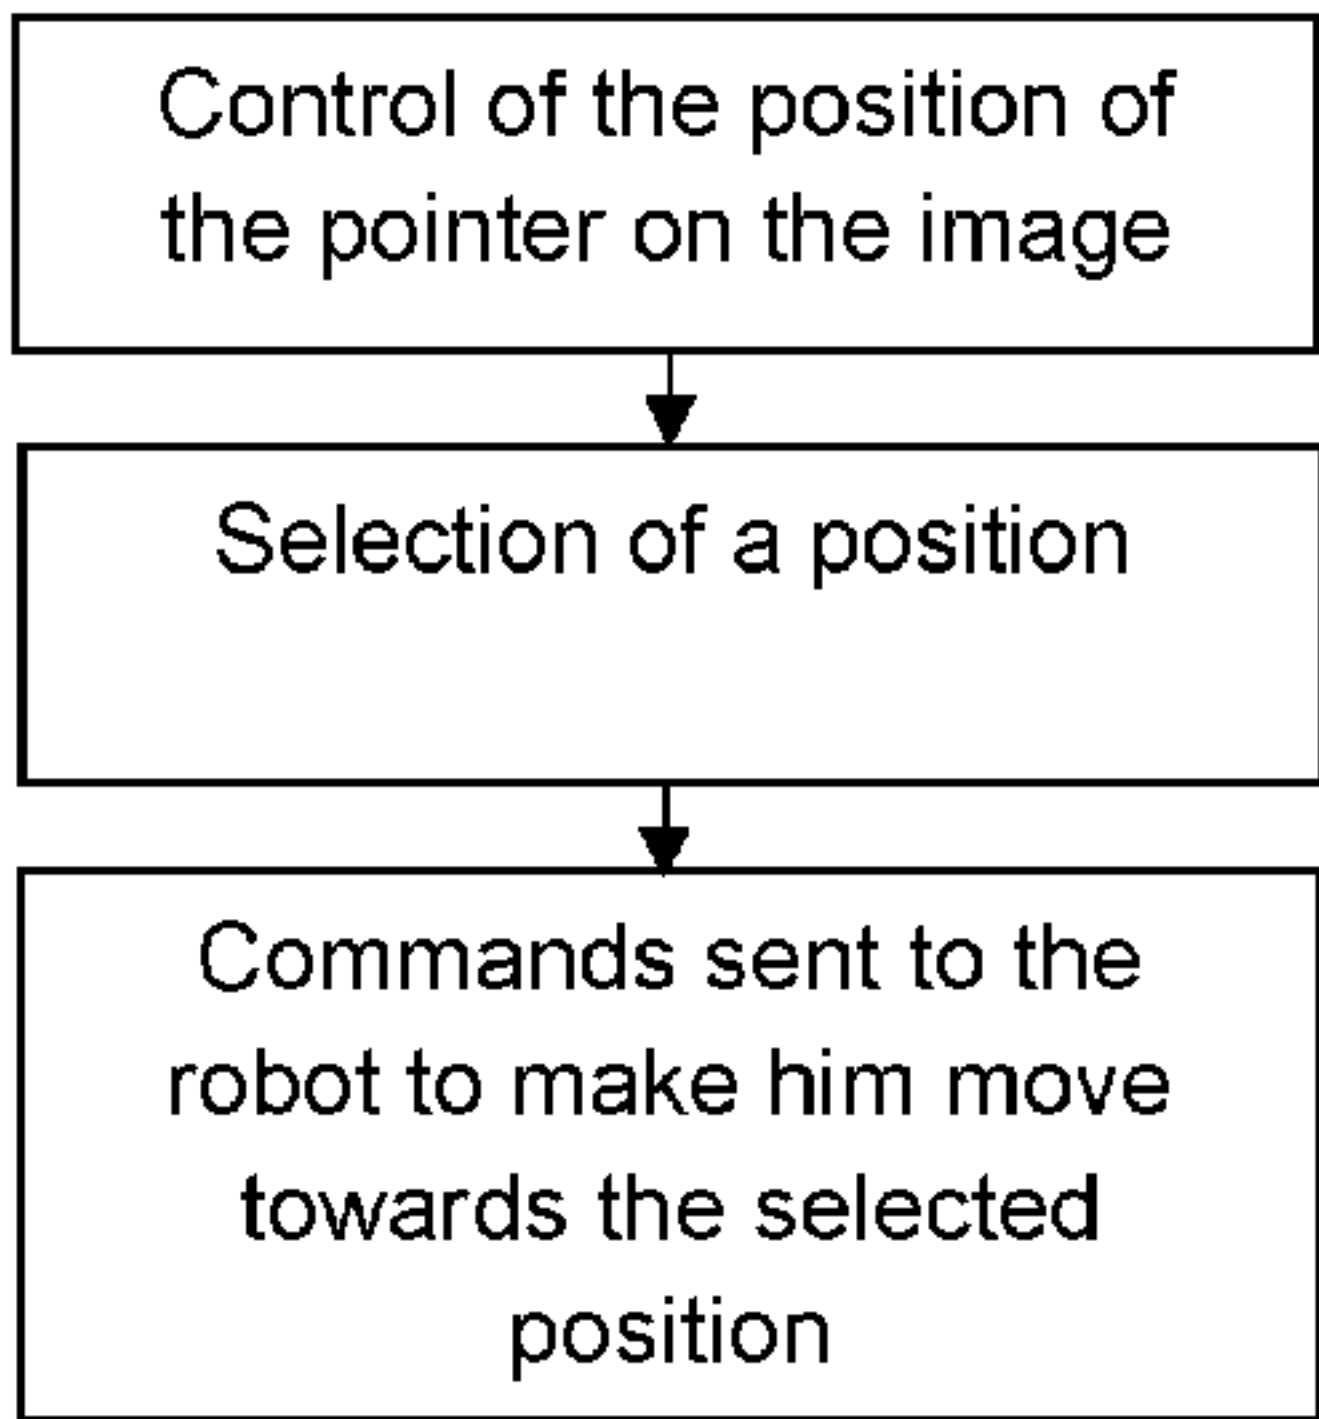 Control of the position of
the pointer on the image
Selection of a position
Commands sent to the
robot to make him move
towards the selected
position